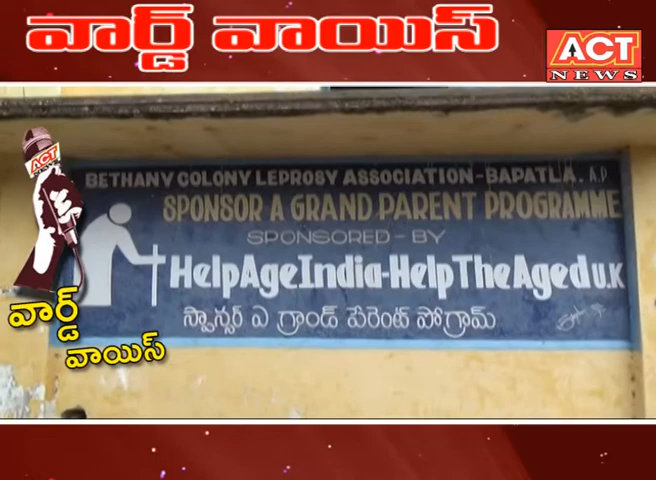 వార్డ్ వాయిస్
ACT
NEWS
ACT
BETHANY COLONY LEPROSY ASSOCIATION-BAPATLA. A.P
SPONSOR A GRAND PARENT PROGRAMME
SPONSORED-BY
HelpAgeIndia-HelpTheAged U.K
స్పాన్సర్ ఏ గ్రాండ్ పేరెంట్ పోగ్రామ్
వార్డ్
వాయిస్